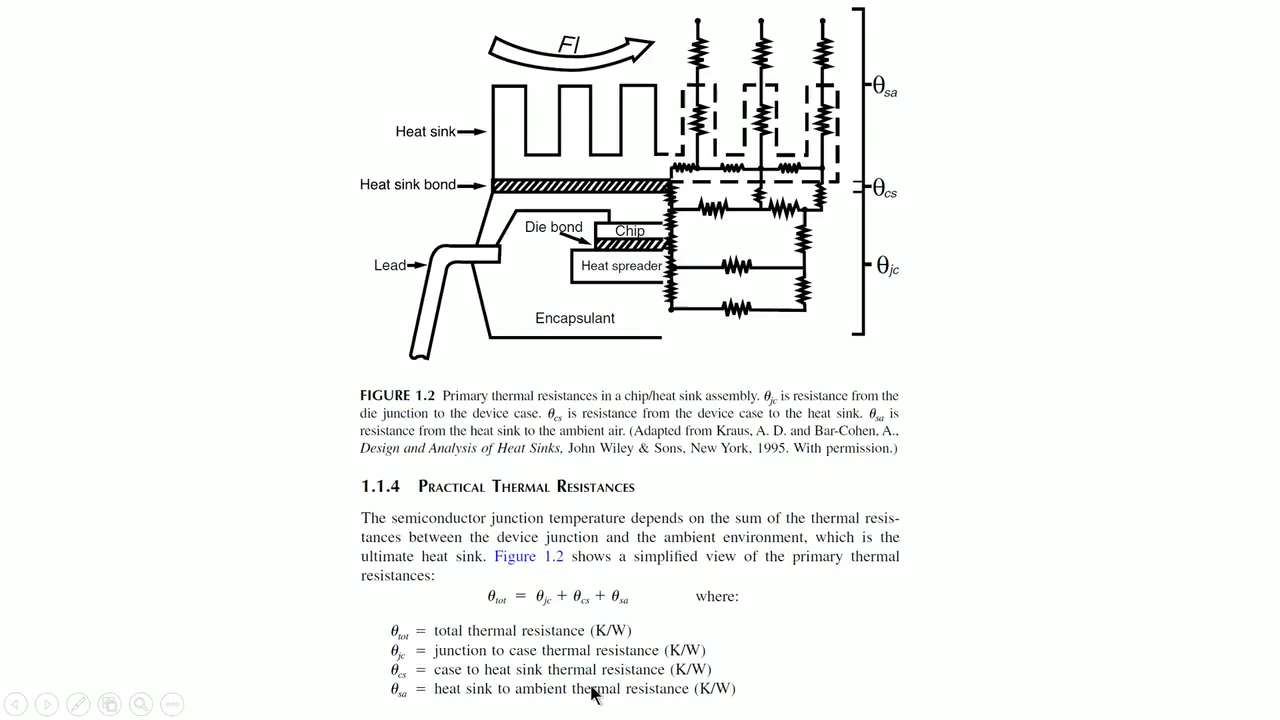 Fl
θsa
Heat sink
Heat sink bond
θcs
Die bond
Chip
Lead
Heat spreader
θjc
Encapsulant
FIGURE 1.2 Primary thermal resistances in a chip/heat sink assembly. θjc is resistance from the
die junction to the device case. θcs is resistance from the device case to the heat sink. θsa is
resistance from the heat sink to the ambient air. (Adapted from Kraus, A. D. and Bar-Cohen, A.,
Design and Analysis of Heat Sinks, John Wiley & Sons, New York, 1995. With permission.)
1.1.4 PRACTICAL THERMAL RESISTANCES
The semiconductor junction temperature depends on the sum of the thermal resis-
tances between the device junction and the ambient environment, which is the
ultimate heat sink. Figure 1.2 shows a simplified view of the primary thermal
resistances:
θtot = θjc + θcs + θsa where:
θtot = total thermal resistance (K/W)
θjc = junction to case thermal resistance (K/W)
θcs = case to heat sink thermal resistance (K/W)
θsa = heat sink to ambient thermal resistance (K/W)